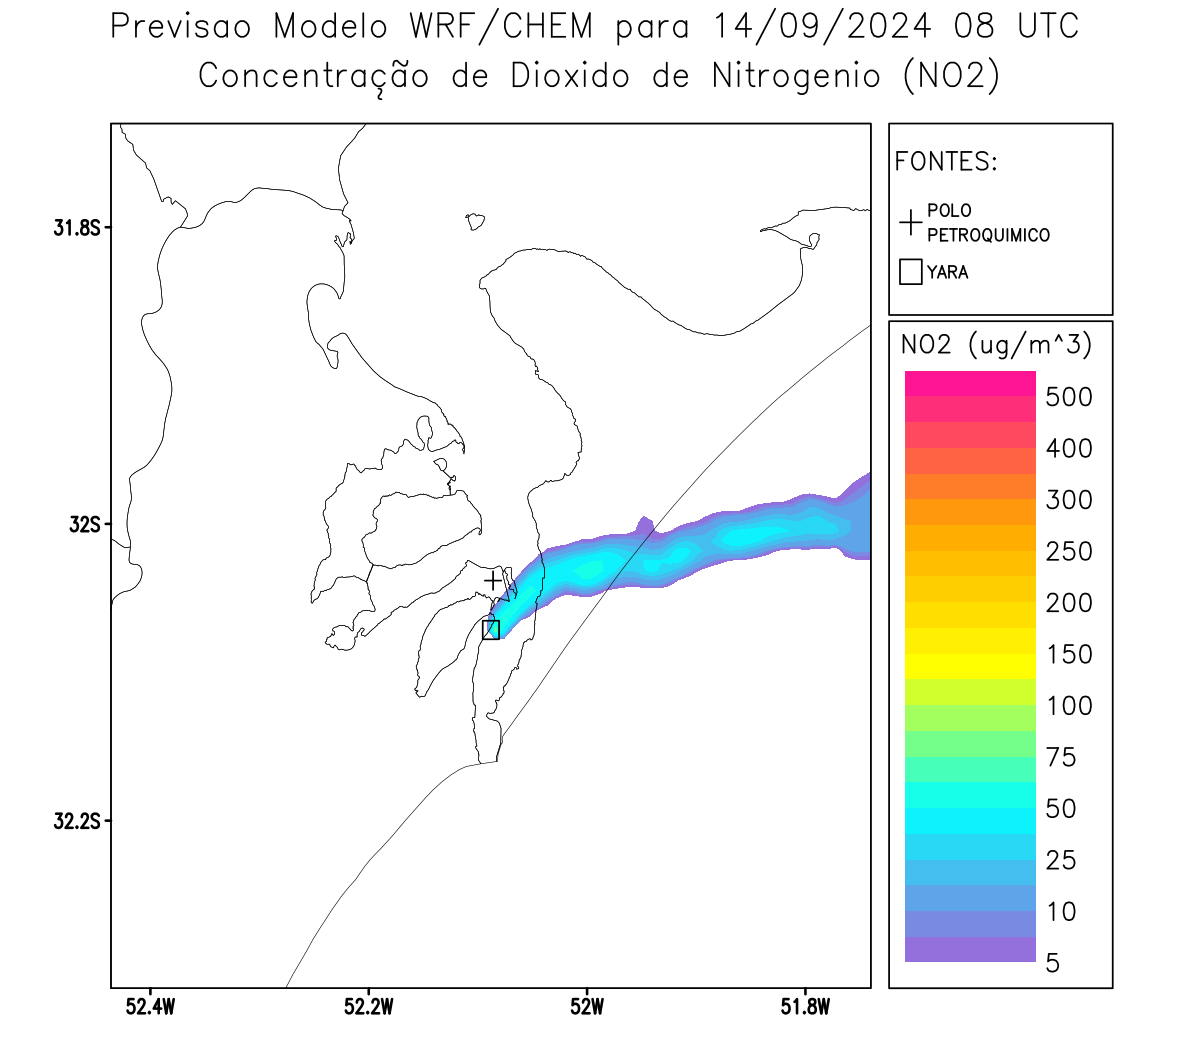 Previsao Modelo WRF/CHEM para 14/09/2024 08 UTC
Concentração de Dioxido de Nitrogenio (NO2)
FONTES:
POLO
PETROQUIMICO
YARA
NO2 (ug/m^3)
500
400
300
250
200
150
100
75
50
25
10
5
31.8S
32S
32.2S
52.4W
52.2W
52W
51.8W